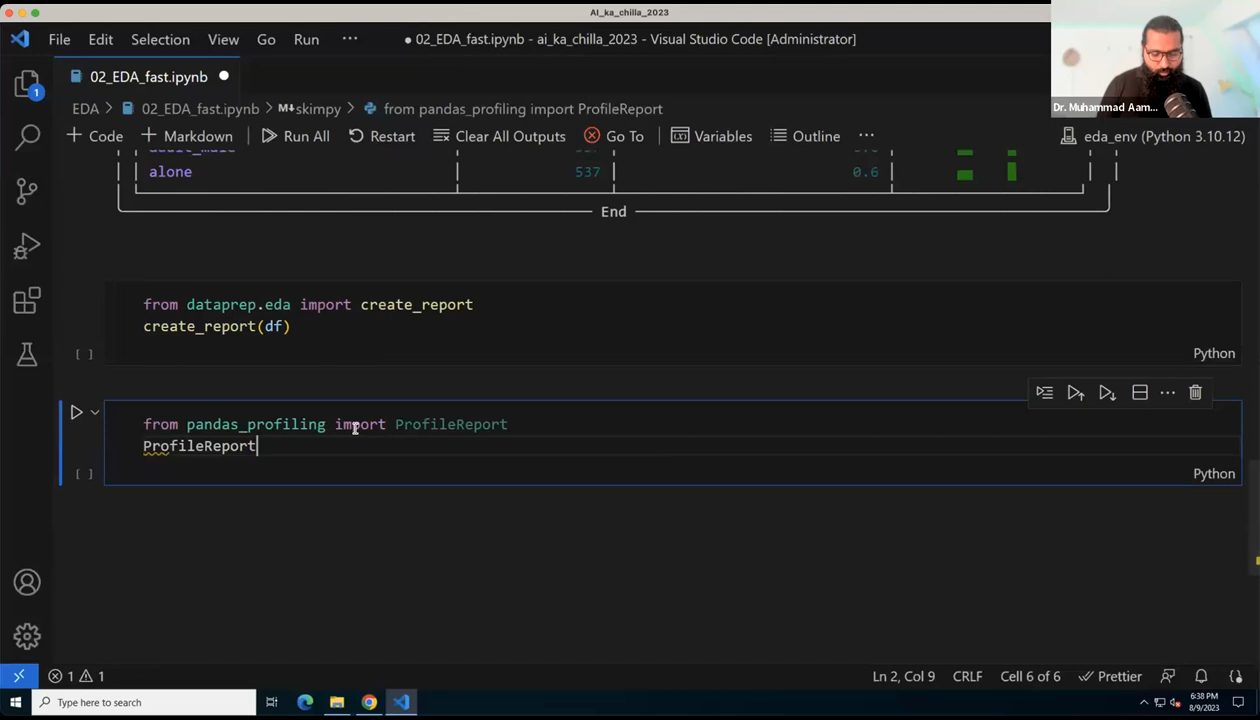 AI_ka_chilla_2023
File Edit Selection View Go Run ··· ● 02_EDA_fast.ipynb - ai_ka_chilla_2023 - Visual Studio Code [Administrator]
02_EDA_fast.ipynb
EDA > 02_EDA_fast.ipynb > M↓skimpy > from pandas_profiling import ProfileReport
+ Code + Markdown Run All Restart Clear All Outputs Go To Variables Outline ··· eda_env (Python 3.10.12)
Dr. Muhammad Aam...
alone 537 0.6
End
from dataprep.eda import create_report
create_report(df)
[ ] Python
from pandas_profiling import ProfileReport
ProfileReport
[ ] Python
1 1 Ln 2, Col 9 CRLF Cell 6 of 6 Prettier
Type here to search
6:38 PM
8/9/2023